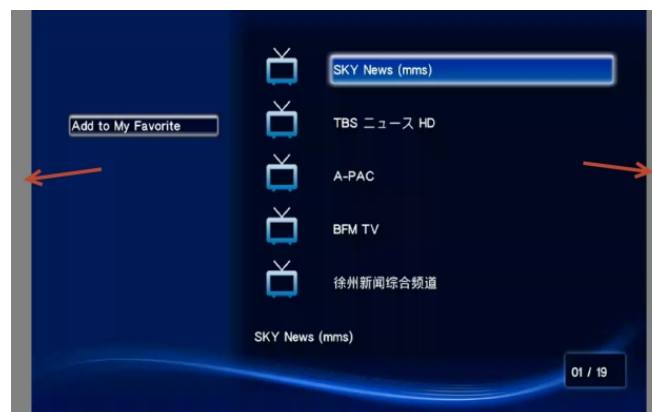 SKY News (mms)
Add to My Favorite
TBS ニュース HD
A-PAC
BFM TV
徐州新闻综合频道
SKY News (mms)
01 / 19